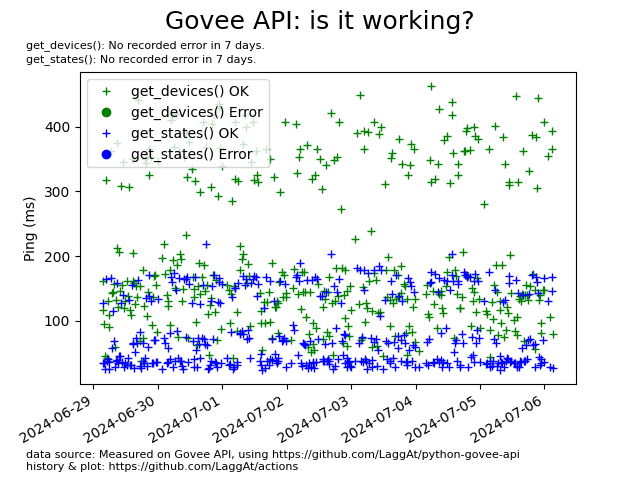 Govee API: is it working?
get_devices(): No recorded error in 7 days.
get_states(): No recorded error in 7 days.
get_devices() OK
get_devices() Error
get_states() OK
get_states() Error
Ping (ms)
400
300
200
100
2024-06-29
2024-06-30
2024-07-01
2024-07-02
2024-07-03
2024-07-04
2024-07-05
2024-07-06
data source: Measured on Govee API, using https://github.com/LaggAt/python-govee-api
history & plot: https://github.com/LaggAt/actions